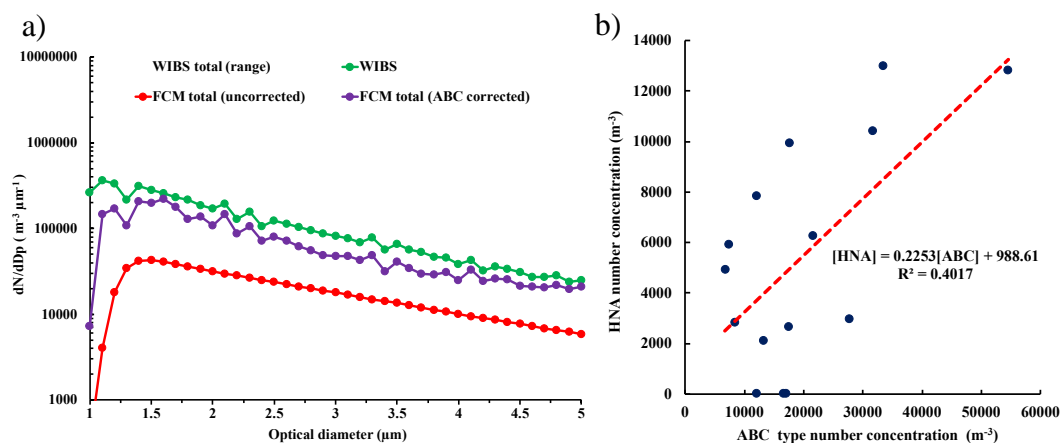 a)
WIBS total (range)
WIBS
FCM total (uncorrected)
FCM total (ABC corrected)
dN/dDp ( m⁻³ µm⁻¹)
10000000
1000000
100000
10000
1000
1
1.5
2
2.5
3
3.5
4
4.5
5
Optical diameter (µm)
b)
HNA number concentration (m⁻³)
14000
12000
10000
8000
6000
4000
2000
0
[HNA] = 0.2253[ABC] + 988.61
R² = 0.4017
0
10000
20000
30000
40000
50000
60000
ABC type number concentration (m⁻³)